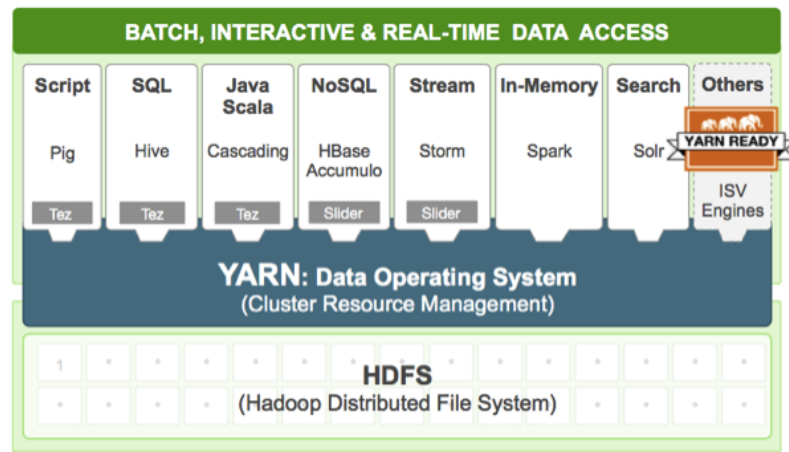 BATCH, INTERACTIVE & REAL-TIME DATA ACCESS
Script
Pig
Tez
SQL
Hive
Tez
Java
Scala
Cascading
Tez
NoSQL
HBase
Accumulo
Slider
Stream
Storm
Slider
In-Memory
Spark
Search
Solr
Others
YARN READY
ISV
Engines
YARN: Data Operating System
(Cluster Resource Management)
1
HDFS
(Hadoop Distributed File System)